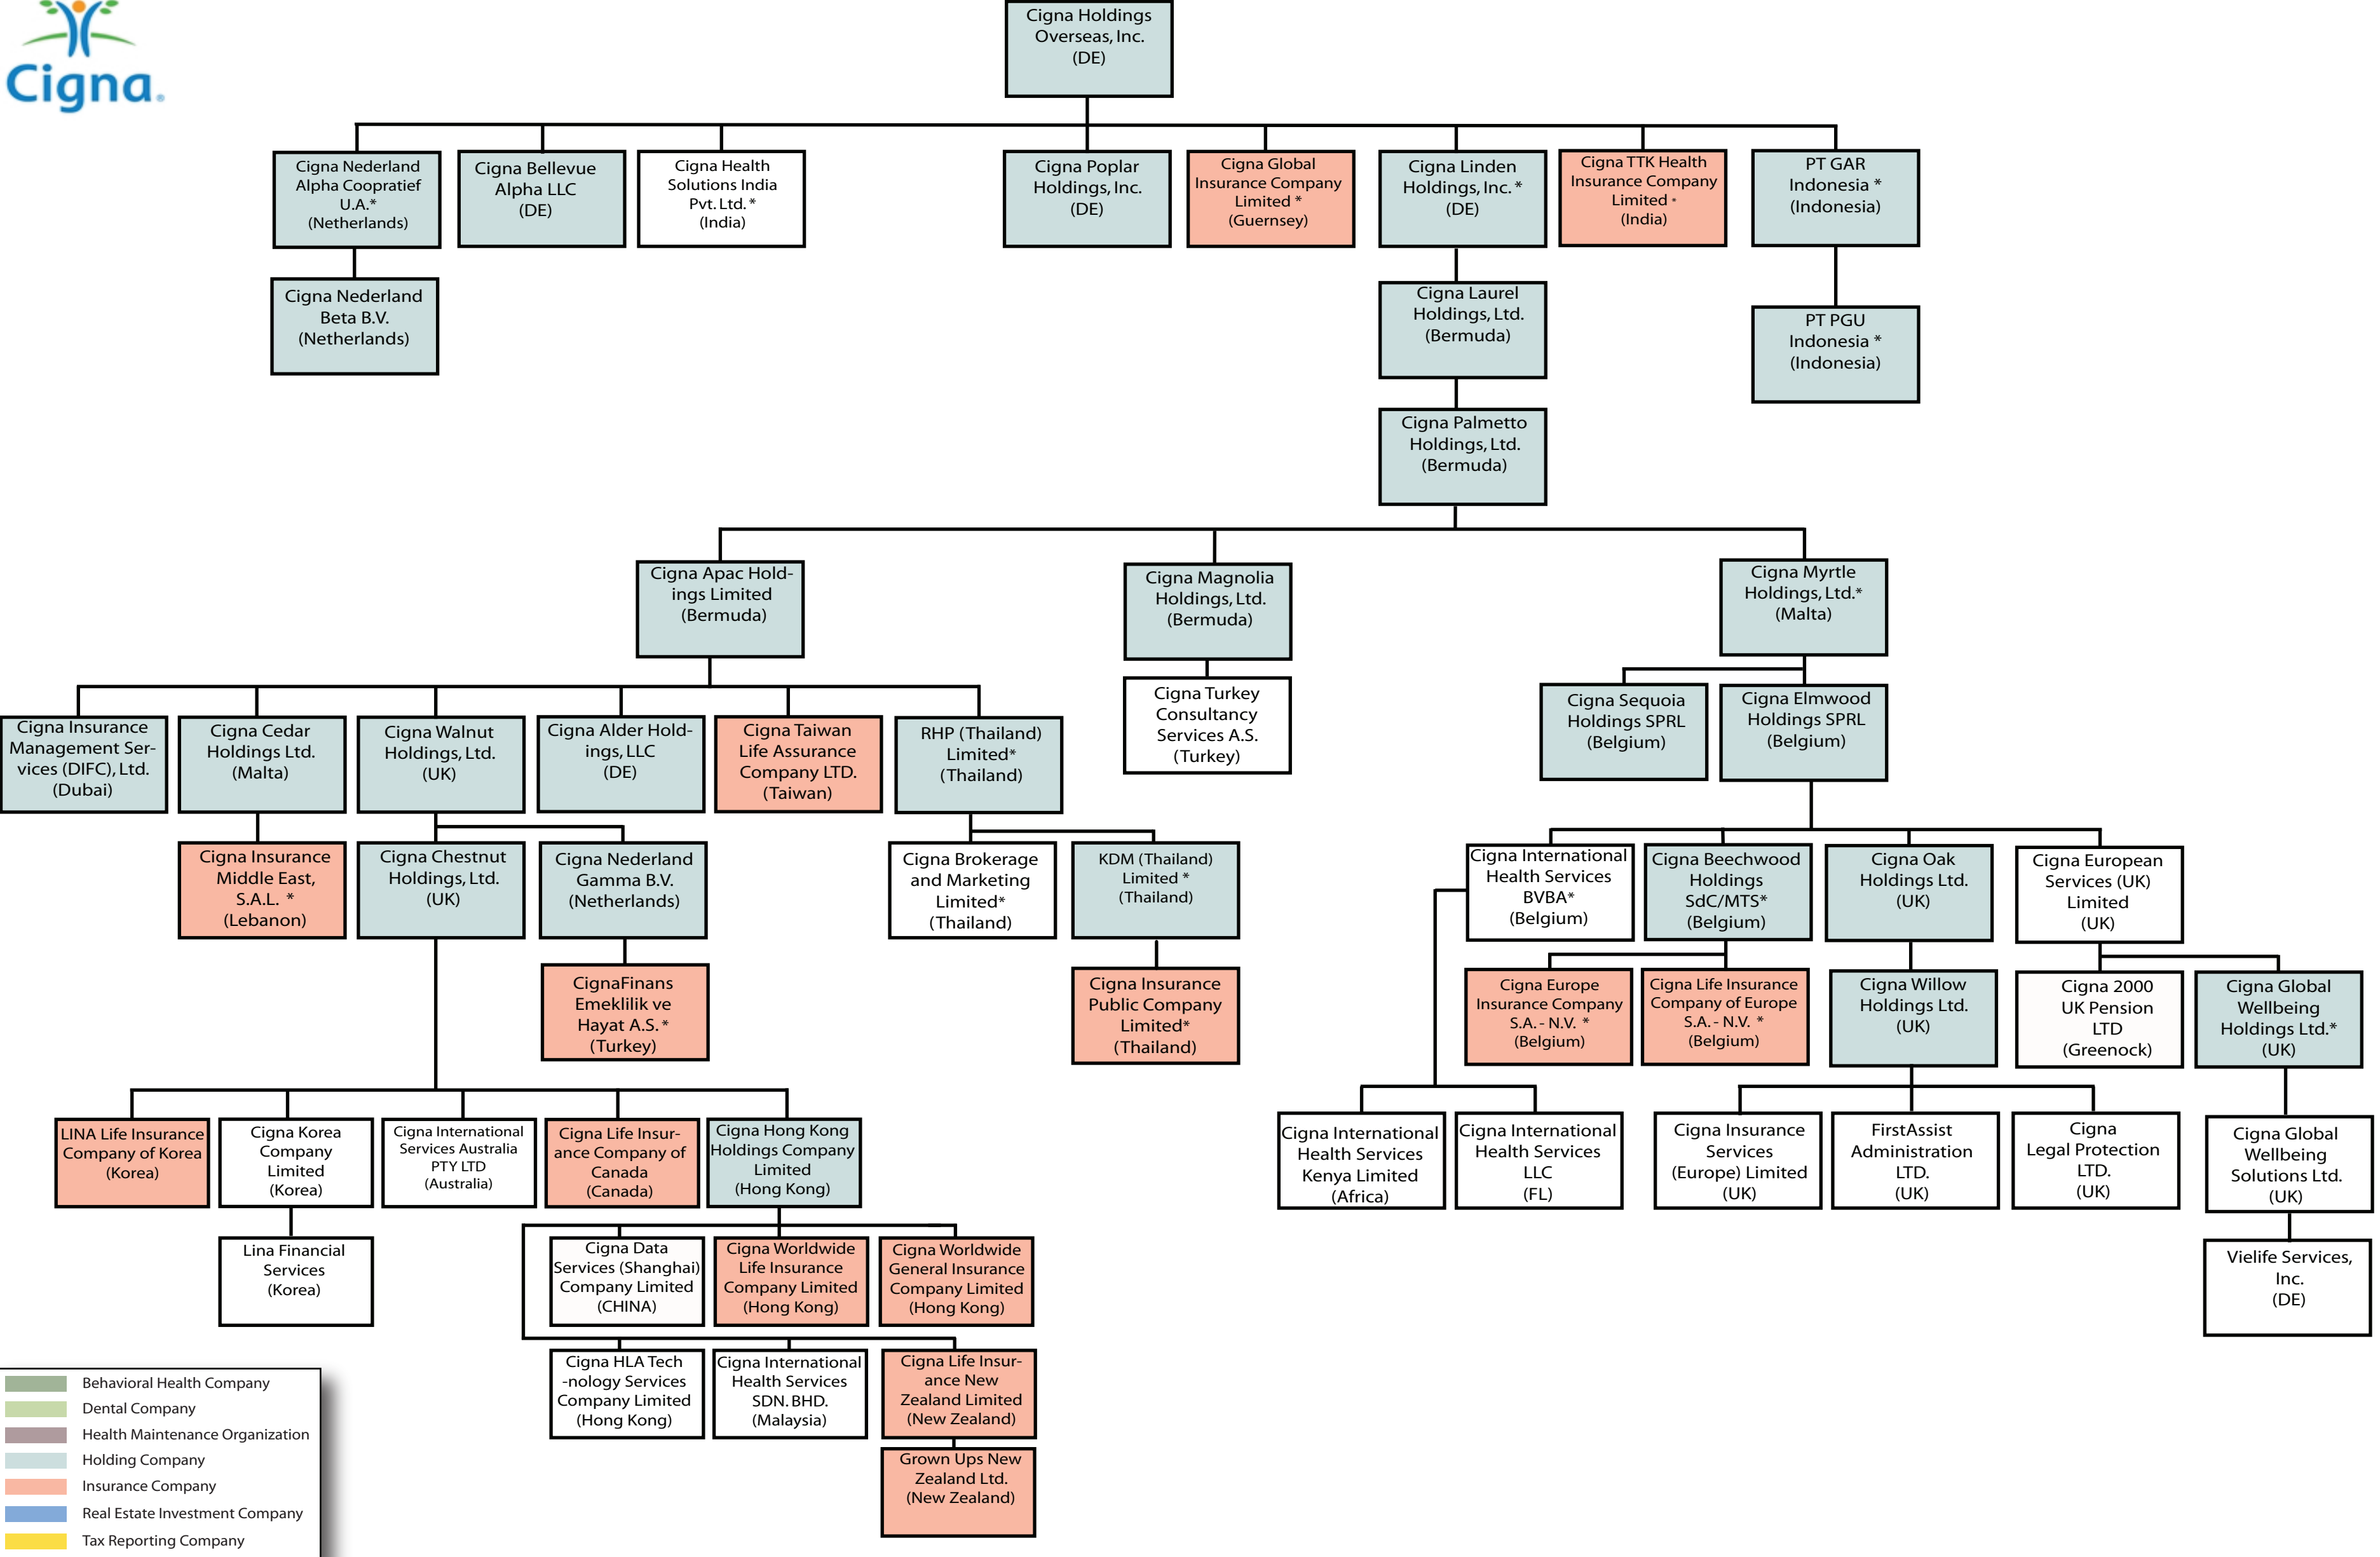 Cigna®
Cigna Holdings
Overseas, Inc.
(DE)
Cigna Nederland
Alpha Coopratief
U.A.*
(Netherlands)
Cigna Bellevue
Alpha LLC
(DE)
Cigna Health
Solutions India
Pvt. Ltd. *
(India)
Cigna Poplar
Holdings, Inc.
(DE)
Cigna Global
Insurance Company
Limited *
(Guernsey)
Cigna Linden
Holdings, Inc. *
(DE)
Cigna TTK Health
Insurance Company
Limited *
(India)
PT GAR
Indonesia *
(Indonesia)
Cigna Nederland
Beta B.V.
(Netherlands)
Cigna Laurel
Holdings, Ltd.
(Bermuda)
PT PGU
Indonesia *
(Indonesia)
Cigna Palmetto
Holdings, Ltd.
(Bermuda)
Cigna Apac Hold-
ings Limited
(Bermuda)
Cigna Magnolia
Holdings, Ltd.
(Bermuda)
Cigna Myrtle
Holdings, Ltd.*
(Malta)
Cigna Turkey
Consultancy
Services A.S.
(Turkey)
Cigna Sequoia
Holdings SPRL
(Belgium)
Cigna Elmwood
Holdings SPRL
(Belgium)
Cigna Insurance
Management Ser-
vices (DIFC), Ltd.
(Dubai)
Cigna Cedar
Holdings Ltd.
(Malta)
Cigna Walnut
Holdings, Ltd.
(UK)
Cigna Alder Hold-
ings, LLC
(DE)
Cigna Taiwan
Life Assurance
Company LTD.
(Taiwan)
RHP (Thailand)
Limited*
(Thailand)
Cigna Insurance
Middle East,
S.A.L. *
(Lebanon)
Cigna Chestnut
Holdings, Ltd.
(UK)
Cigna Nederland
Gamma B.V.
(Netherlands)
Cigna Brokerage
and Marketing
Limited*
(Thailand)
KDM (Thailand)
Limited *
(Thailand)
Cigna International
Health Services
BVBA*
(Belgium)
Cigna Beechwood
Holdings
SdC/MTS*
(Belgium)
Cigna Oak
Holdings Ltd.
(UK)
Cigna European
Services (UK)
Limited
(UK)
CignaFinans
Emeklilik ve
Hayat A.S. *
(Turkey)
Cigna Insurance
Public Company
Limited*
(Thailand)
Cigna Europe
Insurance Company
S.A. - N.V. *
(Belgium)
Cigna Life Insurance
Company of Europe
S.A. - N.V. *
(Belgium)
Cigna Willow
Holdings Ltd.
(UK)
Cigna 2000
UK Pension
LTD
(Greenock)
Cigna Global
Wellbeing
Holdings Ltd.*
(UK)
LINA Life Insurance
Company of Korea
(Korea)
Cigna Korea
Company
Limited
(Korea)
Cigna International
Services Australia
PTY LTD
(Australia)
Cigna Life Insur-
ance Company of
Canada
(Canada)
Cigna Hong Kong
Holdings Company
Limited
(Hong Kong)
Cigna International
Health Services
Kenya Limited
(Africa)
Cigna International
Health Services
LLC
(FL)
Cigna Insurance
Services
(Europe) Limited
(UK)
FirstAssist
Administration
LTD.
(UK)
Cigna
Legal Protection
LTD.
(UK)
Cigna Global
Wellbeing
Solutions Ltd.
(UK)
Lina Financial
Services
(Korea)
Cigna Data
Services (Shanghai)
Company Limited
(CHINA)
Cigna Worldwide
Life Insurance
Company Limited
(Hong Kong)
Cigna Worldwide
General Insurance
Company Limited
(Hong Kong)
Vielife Services,
Inc.
(DE)
Cigna HLA Tech
-nology Services
Company Limited
(Hong Kong)
Cigna International
Health Services
SDN. BHD.
(Malaysia)
Cigna Life Insur-
ance New
Zealand Limited
(New Zealand)
Grown Ups New
Zealand Ltd.
(New Zealand)
Behavioral Health Company
Dental Company
Health Maintenance Organization
Holding Company
Insurance Company
Real Estate Investment Company
Tax Reporting Company